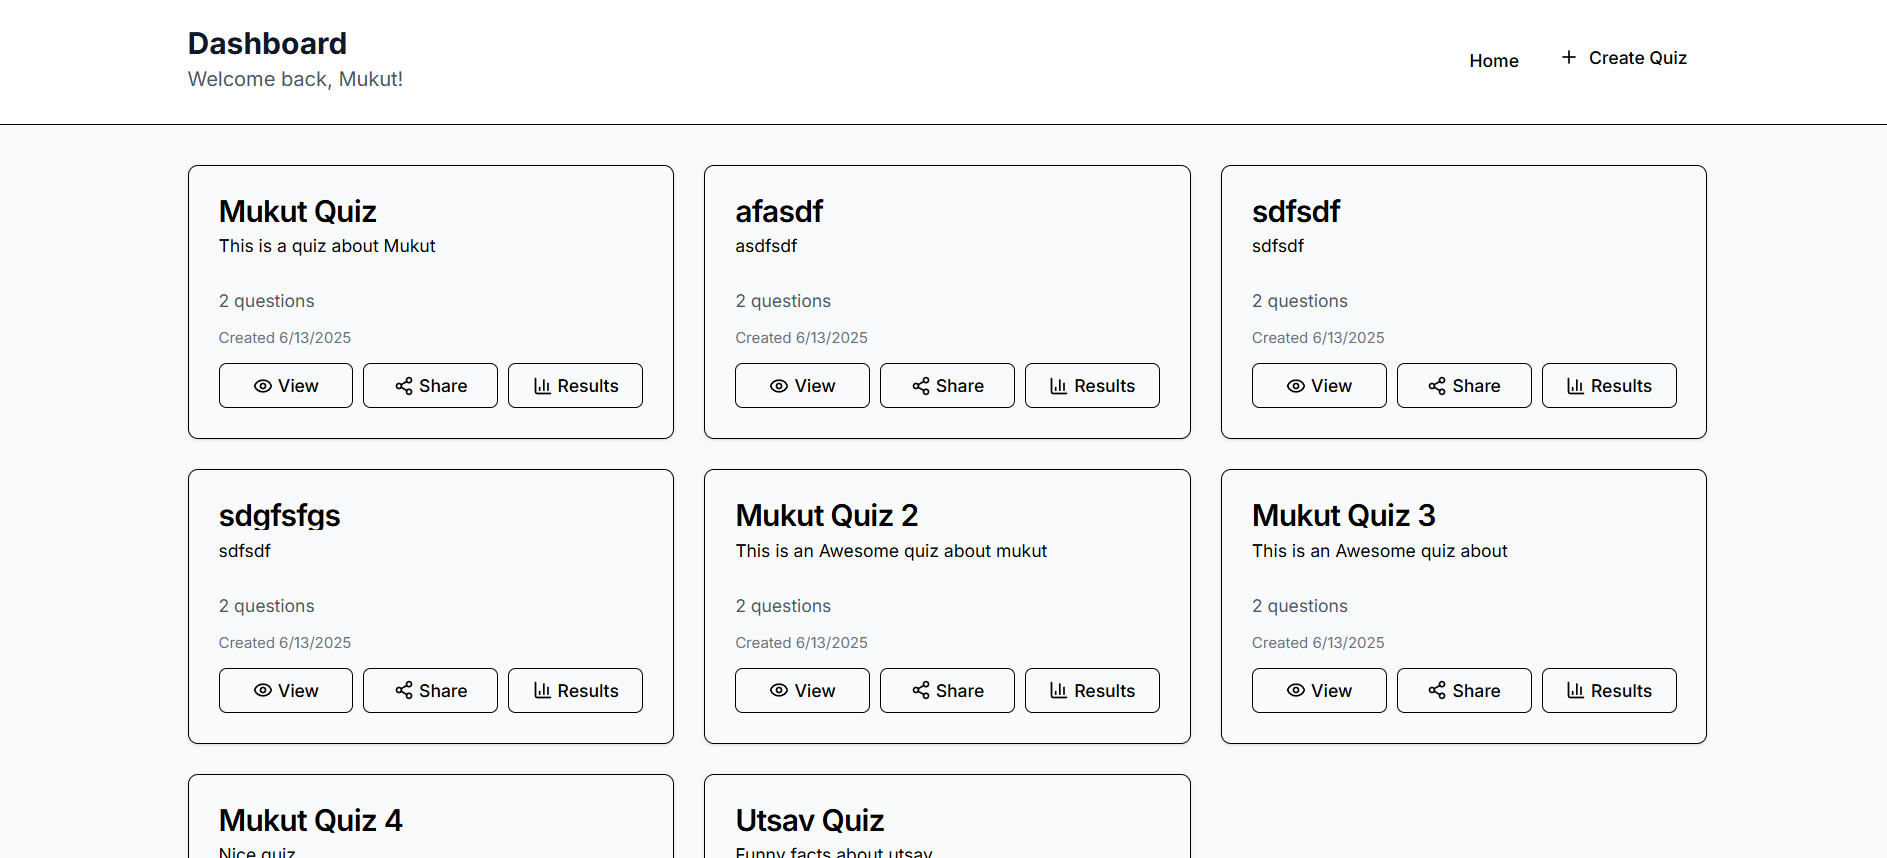 Dashboard
Welcome back, Mukut!
Home
Create Quiz
Mukut Quiz
This is a quiz about Mukut
2 questions
Created 6/13/2025
View
Share
Results
afasdf
asdfsdf
2 questions
Created 6/13/2025
View
Share
Results
sdfsdf
sdfsdf
2 questions
Created 6/13/2025
View
Share
Results
sdgfsfgs
sdfsdf
2 questions
Created 6/13/2025
View
Share
Results
Mukut Quiz 2
This is an Awesome quiz about mukut
2 questions
Created 6/13/2025
View
Share
Results
Mukut Quiz 3
This is an Awesome quiz about
2 questions
Created 6/13/2025
View
Share
Results
Mukut Quiz 4
Nice quiz
Utsav Quiz
Funny facts about utsav